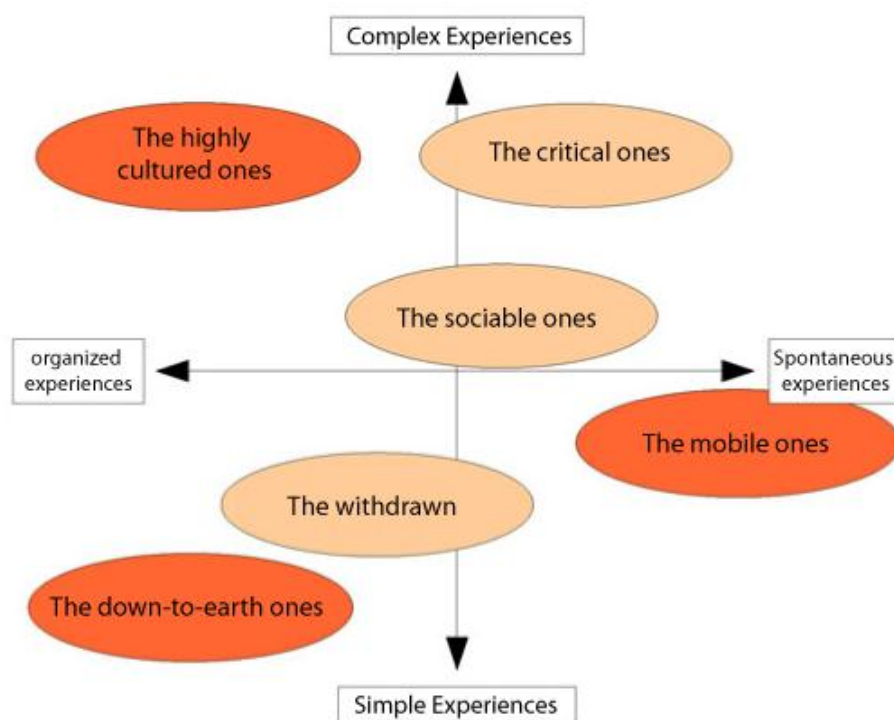 Complex Experiences
The highly
cultured ones
The critical ones
The sociable ones
organized
experiences
Spontaneous
experiences
The mobile ones
The withdrawn
The down-to-earth ones
Simple Experiences